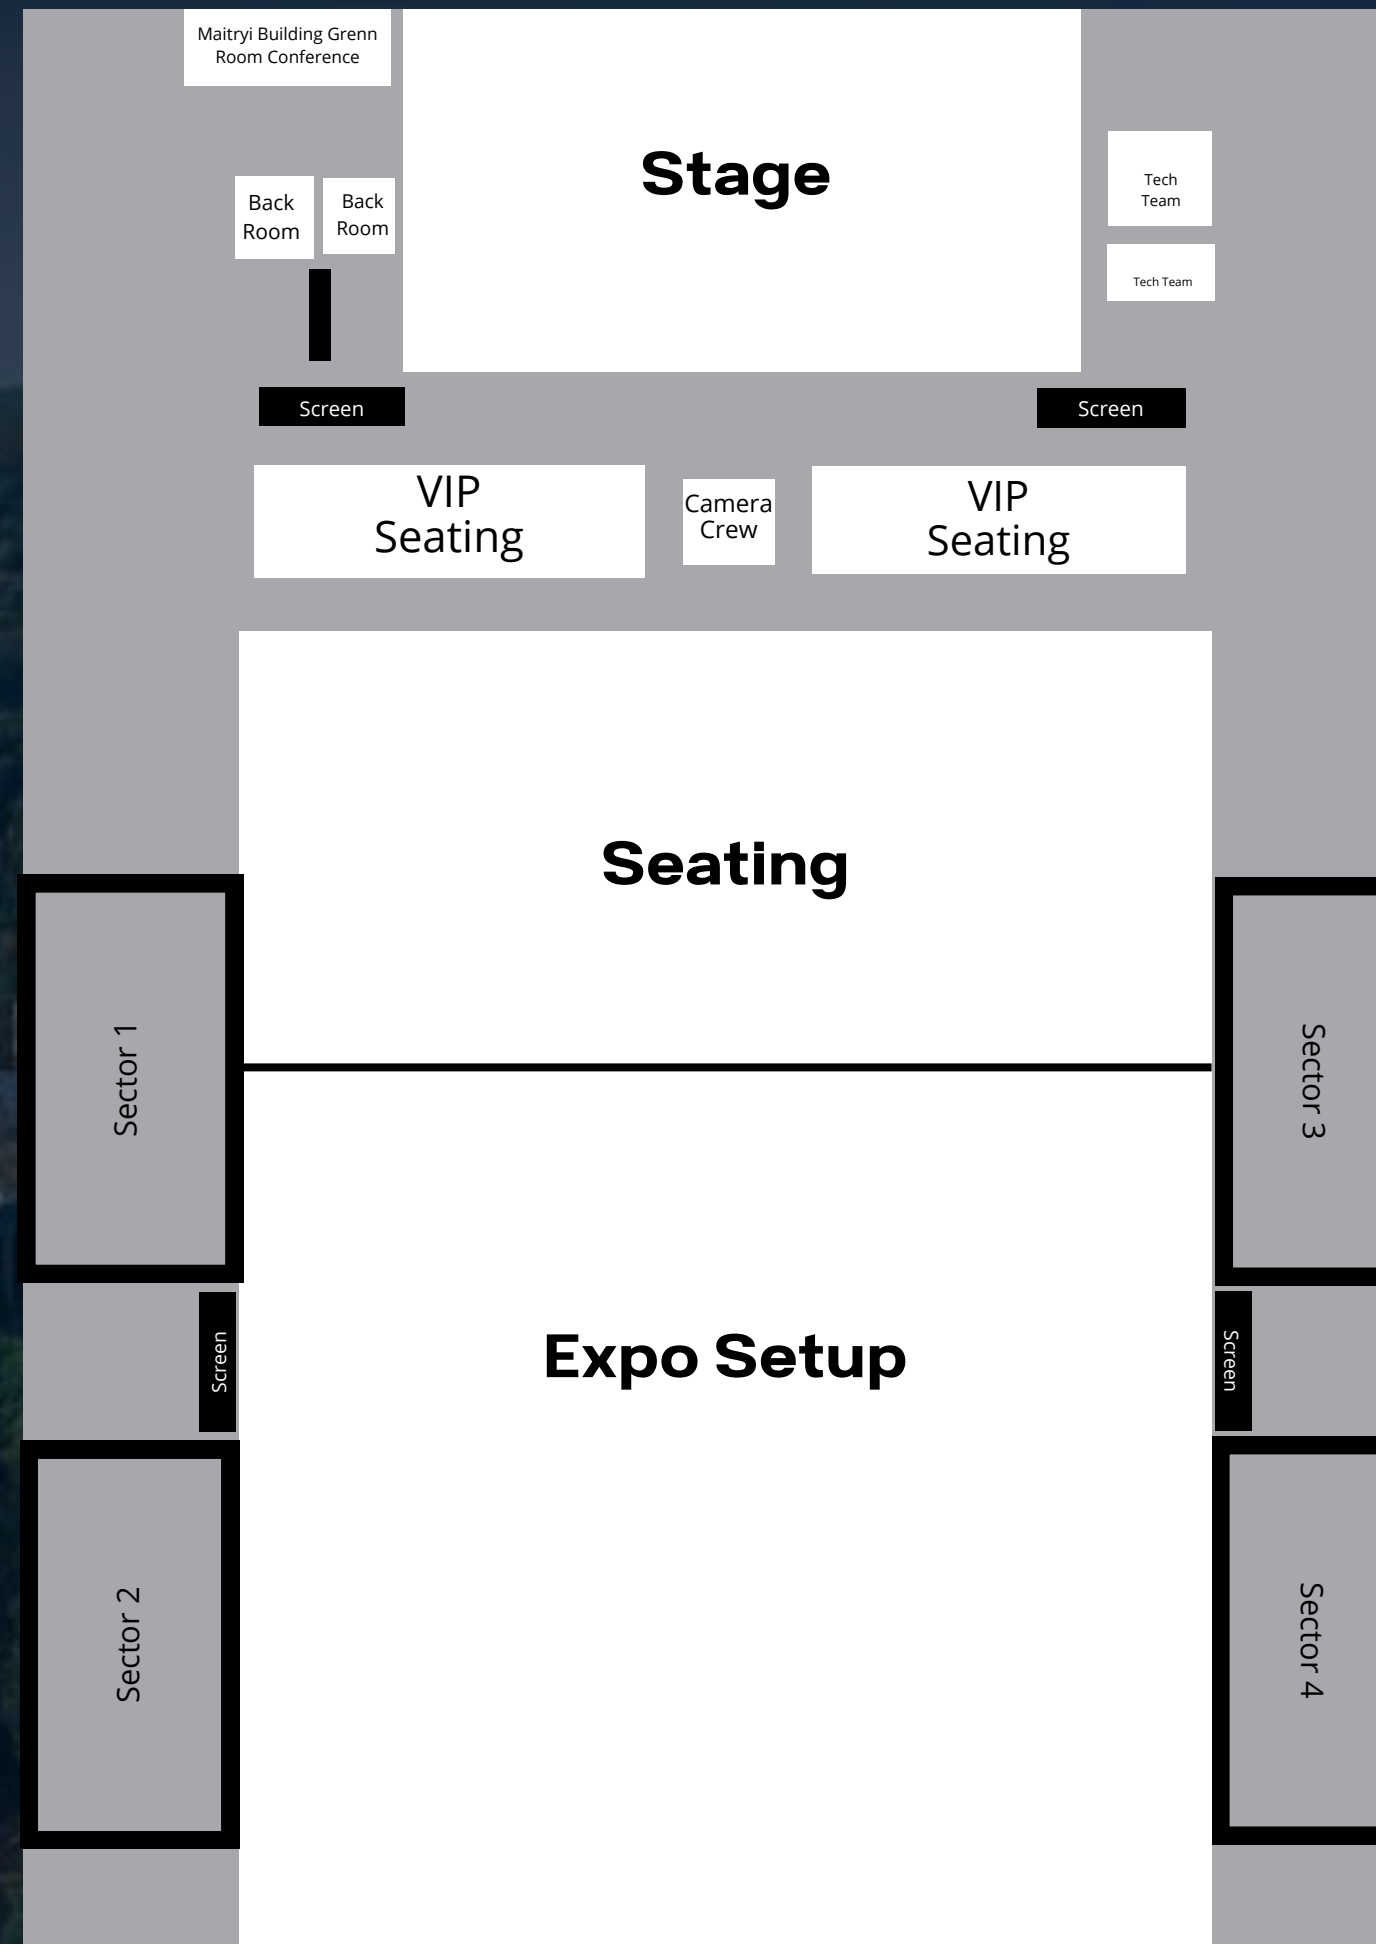 Maitryi Building Grenn
Room Conference
Stage
Tech
Team
Back
Room
Back
Room
Tech Team
Screen
Screen
VIP
Seating
Camera
Crew
VIP
Seating
Seating
Sector 1
Sector 3
Screen
Expo Setup
Screen
Sector 2
Sector 4